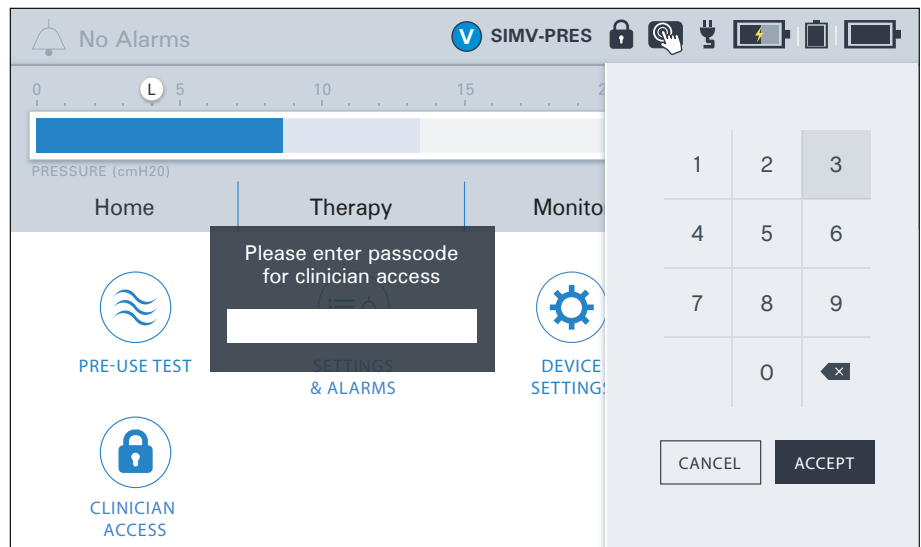 No Alarms
V SIMV-PRES
0 L 5 10 15 2
PRESSURE (cmH20)
Home Therapy Monito
Please enter passcode
for clinician access
PRE-USE TEST
SETTINGS
& ALARMS
DEVICE
SETTINGS
CLINICIAN
ACCESS
1 2 3
4 5 6
7 8 9
0
CANCEL ACCEPT